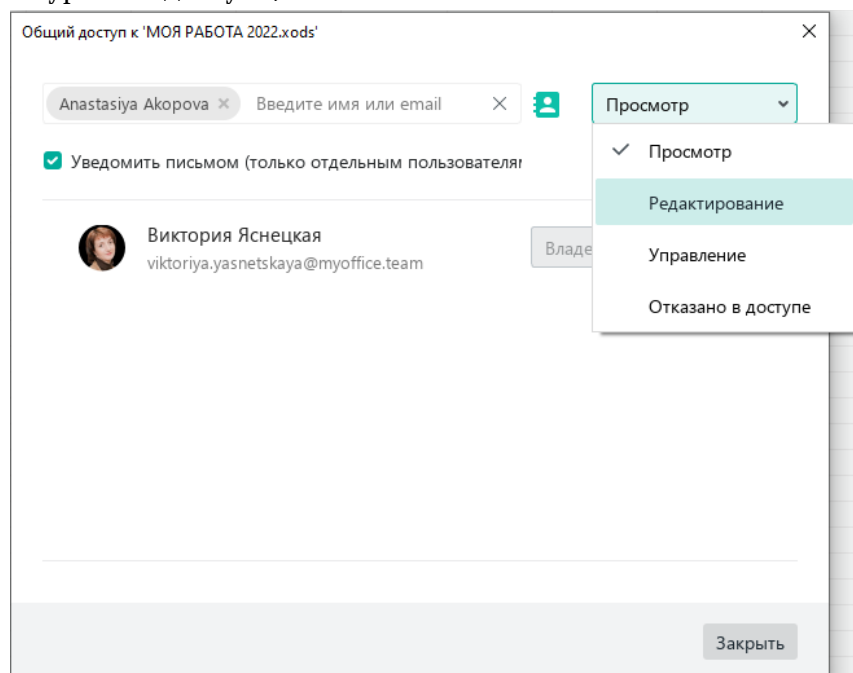 Общий доступ к 'МОЯ РАБОТА 2022.xods'
Anastasiya Akopova Введите имя или email Просмотр
Уведомить письмом (только отдельным пользователя
Просмотр
Редактирование
Управление
Отказано в доступе
Виктория Яснецкая
viktoriya.yasnetskaya@myoffice.team
Владе
Закрыть